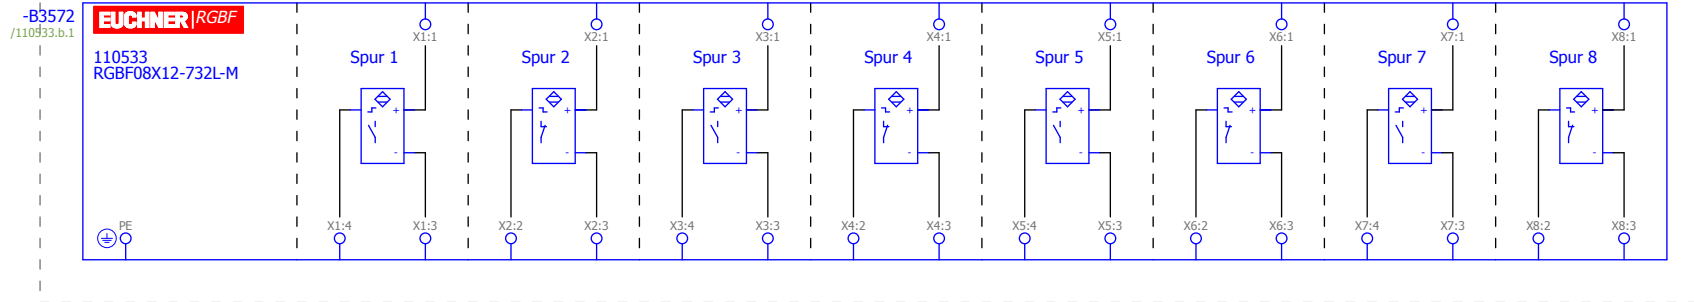 -B3572
/110533.b.1
EUCHNER RGBF
110533
RGBF08X12-732L-M
X1:1 X2:1 X3:1 X4:1 X5:1 X6:1 X7:1 X8:1
Spur 1 Spur 2 Spur 3 Spur 4 Spur 5 Spur 6 Spur 7 Spur 8
+ + + + + + + +
- - - - - - - -
PE X1:4 X1:3 X2:2 X2:3 X3:4 X3:3 X4:2 X4:3 X5:4 X5:3 X6:2 X6:3 X7:4 X7:3 X8:2 X8:3